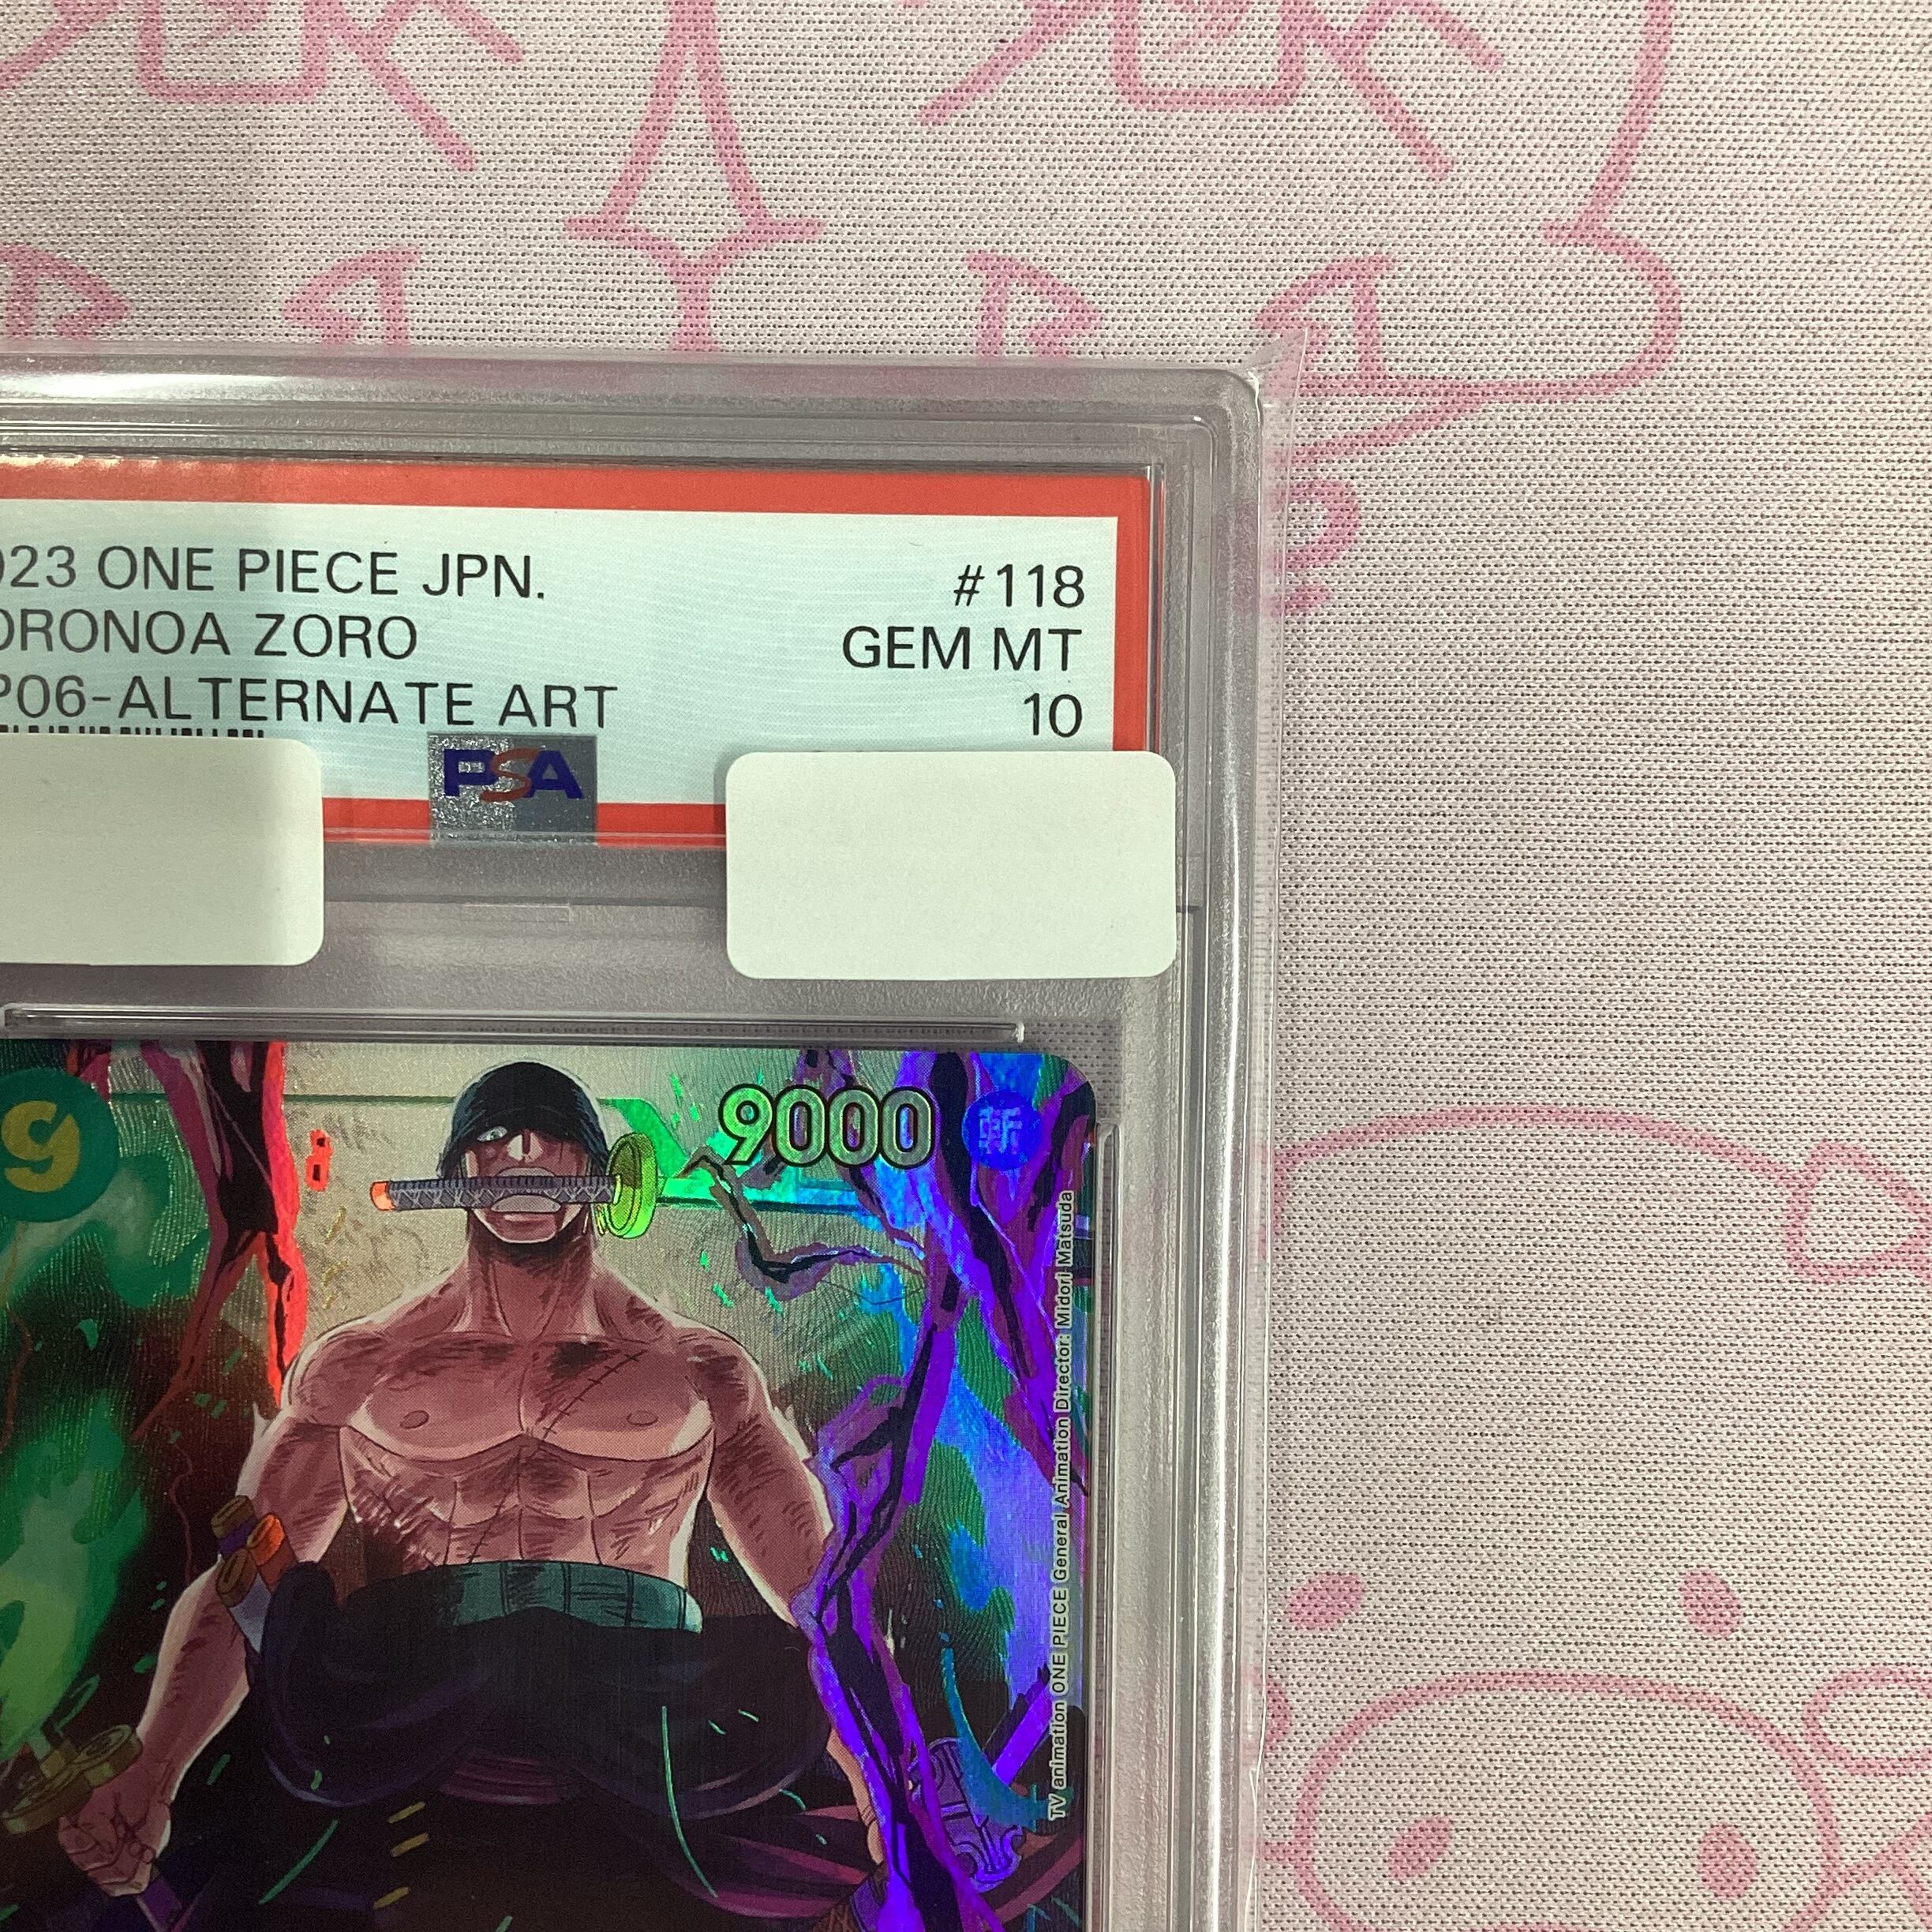 023 ONE PIECE JPN.
#118
ORONOA ZORO
GEM MT
P06-ALTERNATE ART
10
PSA
9
9000
斬
TV animation ONE PIECE General Animation Director: Midori Matsuda